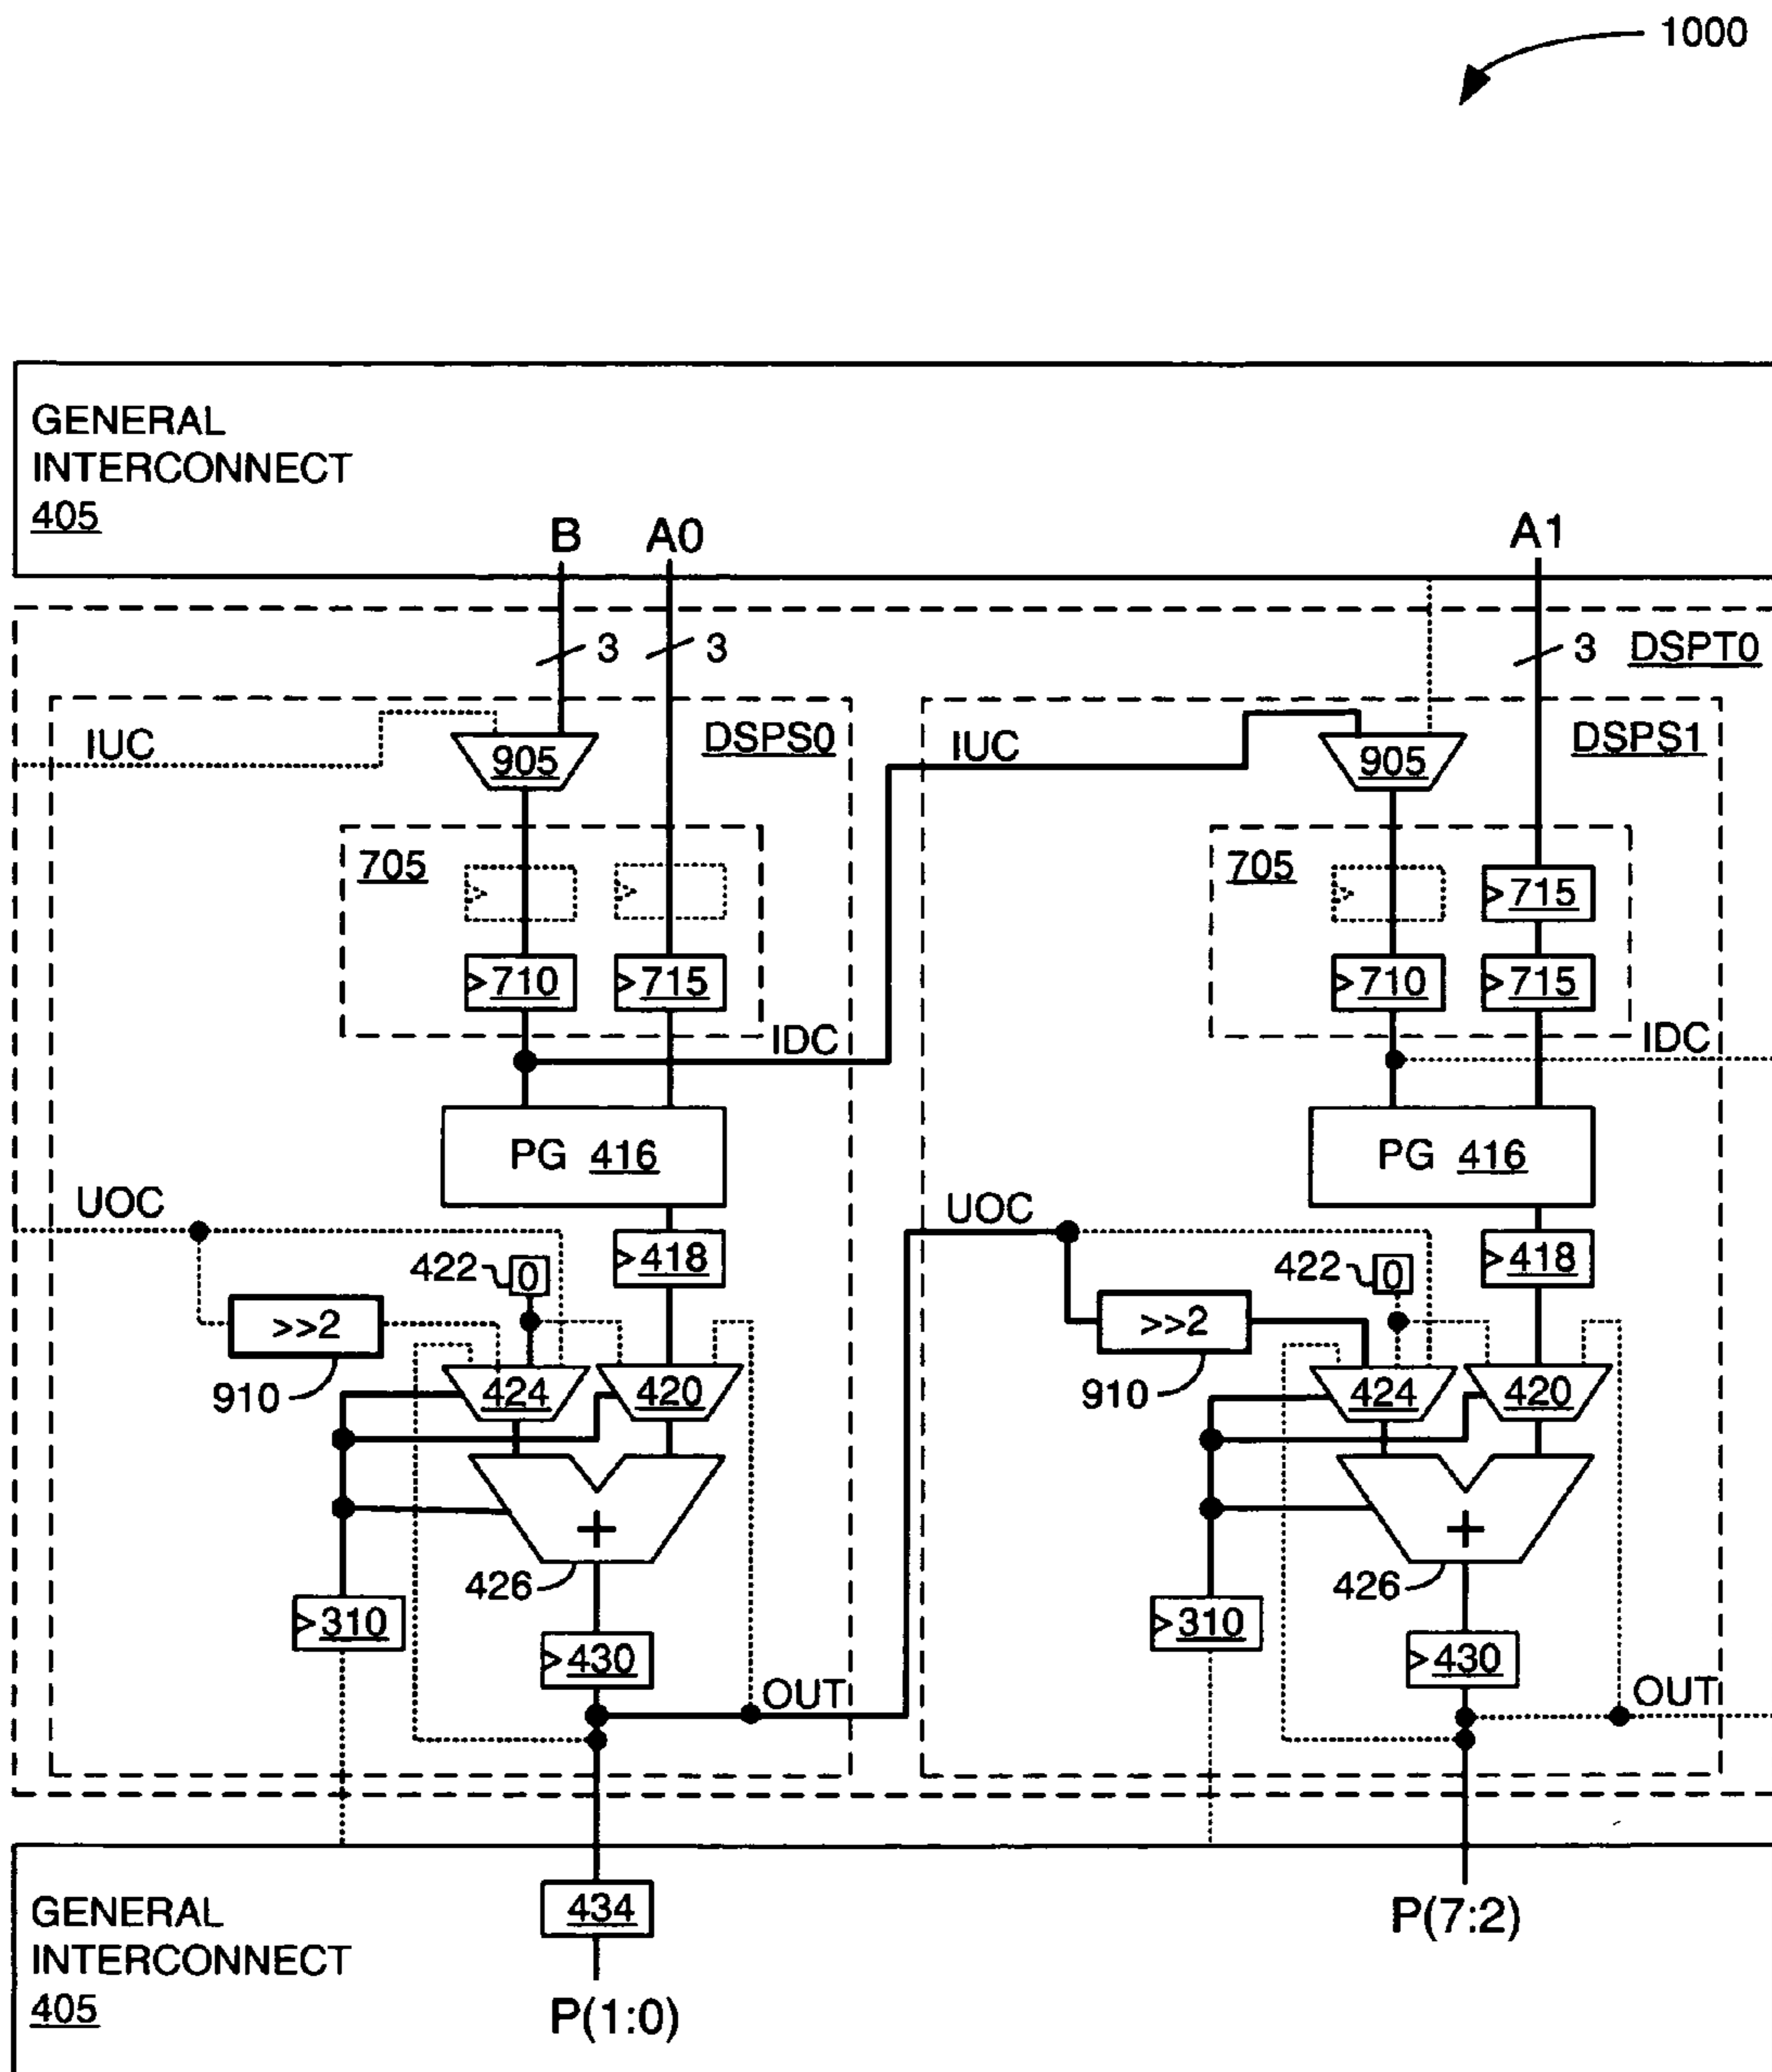 1000
GENERAL
INTERCONNECT
405
B A0 A1
3 3 3 DSPT0
IUC 905 DSPS0 IUC 905 DSPS1
705 705 715
710 715 710 715
IDC IDC
PG 416 PG 416
UOC UOC
418 418
422 0 422 0
>>2 >>2
910 424 420 910 424 420
+ +
426 426
310 310
430 430
OUT OUT
434
GENERAL
INTERCONNECT
405
P(7:2)
P(1:0)